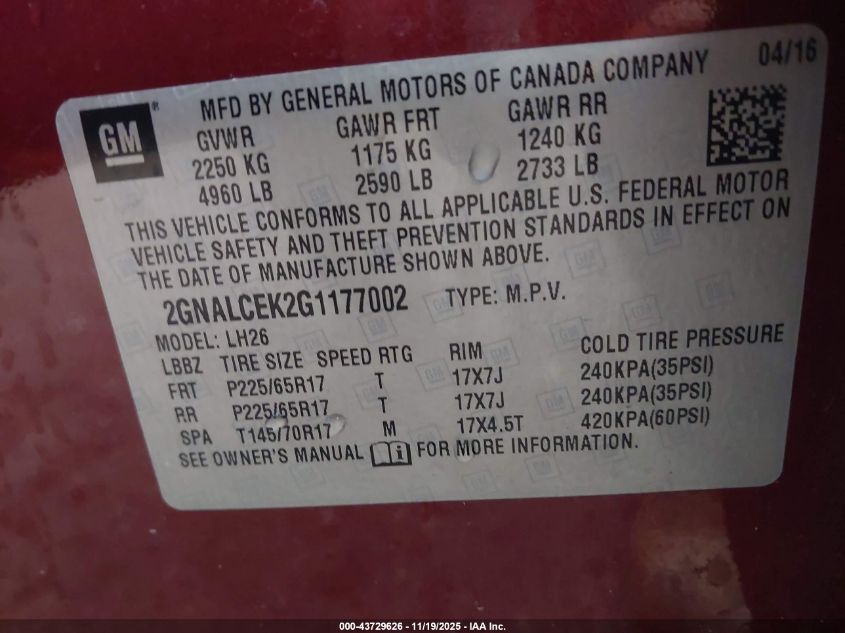 04/16
GM®
MFD BY GENERAL MOTORS OF CANADA COMPANY
GVWR GAWR FRT GAWR RR
2250 KG 1175 KG 1240 KG
4960 LB 2590 LB 2733 LB
THIS VEHICLE CONFORMS TO ALL APPLICABLE U.S. FEDERAL MOTOR
VEHICLE SAFETY AND THEFT PREVENTION STANDARDS IN EFFECT ON
THE DATE OF MANUFACTURE SHOWN ABOVE.
2GNALCEK2G1177002 TYPE: M.P.V.
MODEL: LH26
LBBZ TIRE SIZE SPEED RTG RIM COLD TIRE PRESSURE
FRT P225/65R17 T 17X7J 240KPA(35PSI)
RR P225/65R17 T 17X7J 240KPA(35PSI)
SPA T145/70R17 M 17X4.5T 420KPA(60PSI)
SEE OWNER'S MANUAL i FOR MORE INFORMATION.
000-43729626 - 11/19/2025 - IAA Inc.